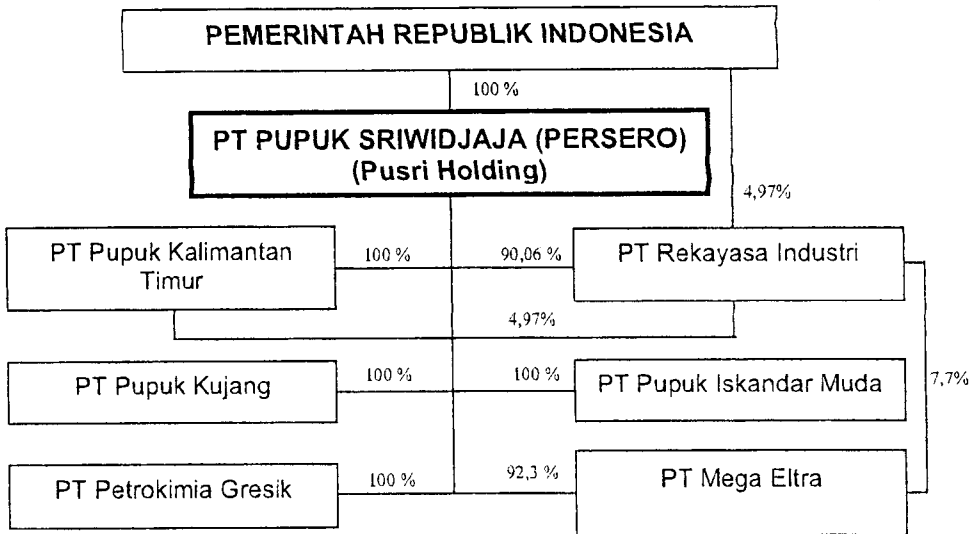 PEMERINTAH REPUBLIK INDONESIA
100 %
PT PUPUK SRIWIDJAJA (PERSERO)
(Pusri Holding)
4,97%
PT Pupuk Kalimantan
Timur
100 %
90,06 %
PT Rekayasa Industri
4,97%
PT Pupuk Kujang
100 %
100 %
PT Pupuk Iskandar Muda
7,7%
PT Petrokimia Gresik
100 %
92,3 %
PT Mega Eltra